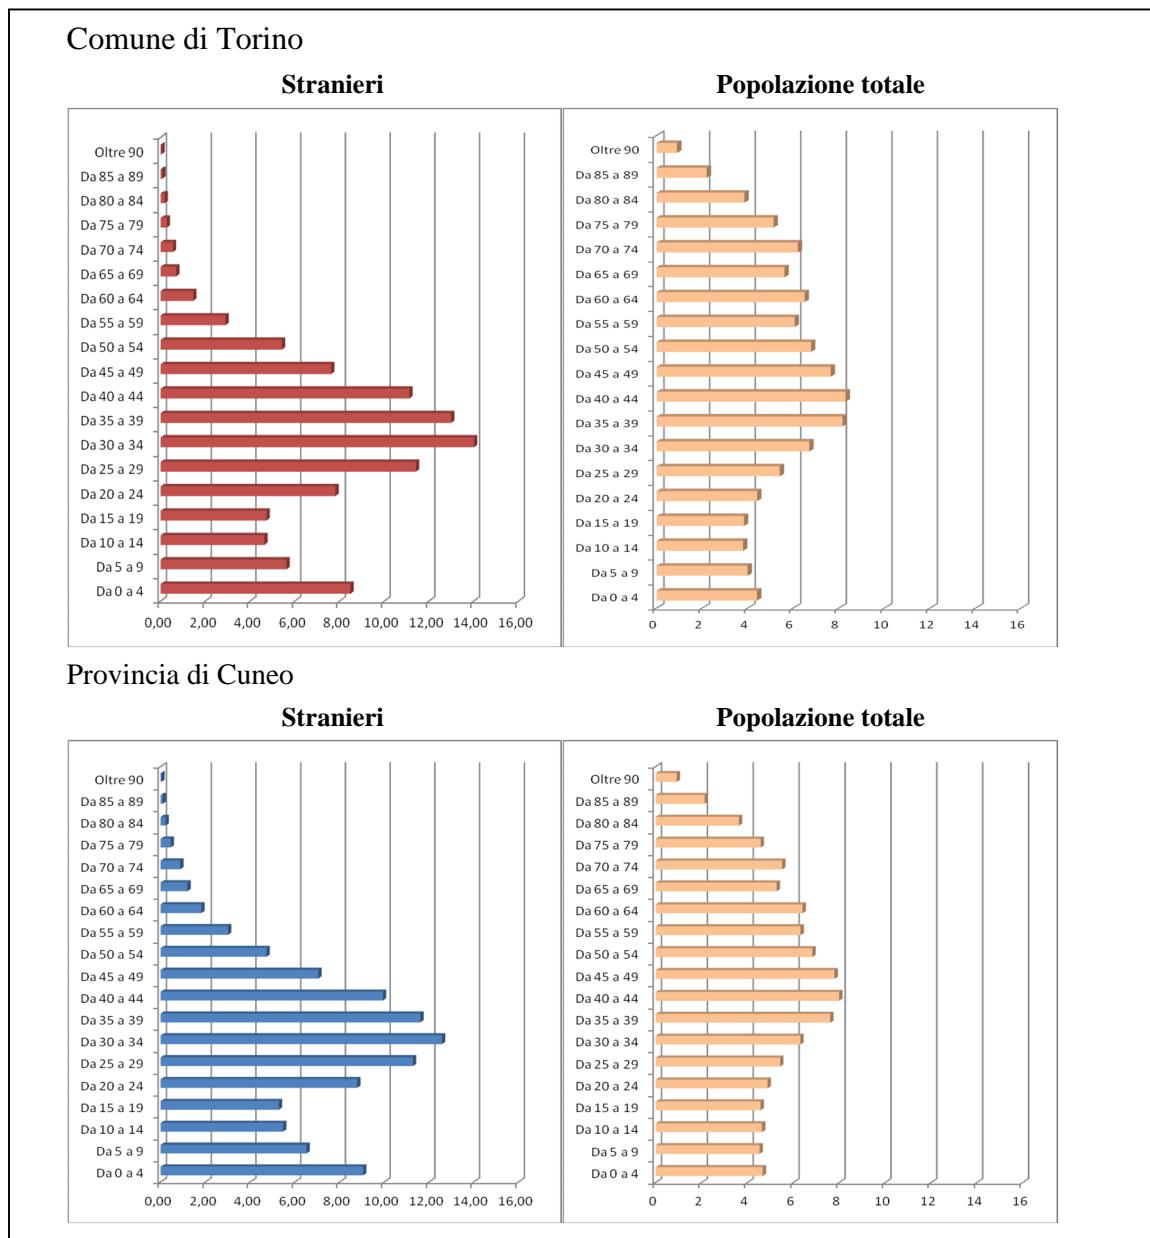 Comune di Torino
Stranieri
Popolazione totale
Oltre 90
Da 85 a 89
Da 80 a 84
Da 75 a 79
Da 70 a 74
Da 65 a 69
Da 60 a 64
Da 55 a 59
Da 50 a 54
Da 45 a 49
Da 40 a 44
Da 35 a 39
Da 30 a 34
Da 25 a 29
Da 20 a 24
Da 15 a 19
Da 10 a 14
Da 5 a 9
Da 0 a 4
0,00 2,00 4,00 6,00 8,00 10,00 12,00 14,00 16,00
Oltre 90
Da 85 a 89
Da 80 a 84
Da 75 a 79
Da 70 a 74
Da 65 a 69
Da 60 a 64
Da 55 a 59
Da 50 a 54
Da 45 a 49
Da 40 a 44
Da 35 a 39
Da 30 a 34
Da 25 a 29
Da 20 a 24
Da 15 a 19
Da 10 a 14
Da 5 a 9
Da 0 a 4
0 2 4 6 8 10 12 14 16
Provincia di Cuneo
Stranieri
Popolazione totale
Oltre 90
Da 85 a 89
Da 80 a 84
Da 75 a 79
Da 70 a 74
Da 65 a 69
Da 60 a 64
Da 55 a 59
Da 50 a 54
Da 45 a 49
Da 40 a 44
Da 35 a 39
Da 30 a 34
Da 25 a 29
Da 20 a 24
Da 15 a 19
Da 10 a 14
Da 5 a 9
Da 0 a 4
0,00 2,00 4,00 6,00 8,00 10,00 12,00 14,00 16,00
Oltre 90
Da 85 a 89
Da 80 a 84
Da 75 a 79
Da 70 a 74
Da 65 a 69
Da 60 a 64
Da 55 a 59
Da 50 a 54
Da 45 a 49
Da 40 a 44
Da 35 a 39
Da 30 a 34
Da 25 a 29
Da 20 a 24
Da 15 a 19
Da 10 a 14
Da 5 a 9
Da 0 a 4
0 2 4 6 8 10 12 14 16